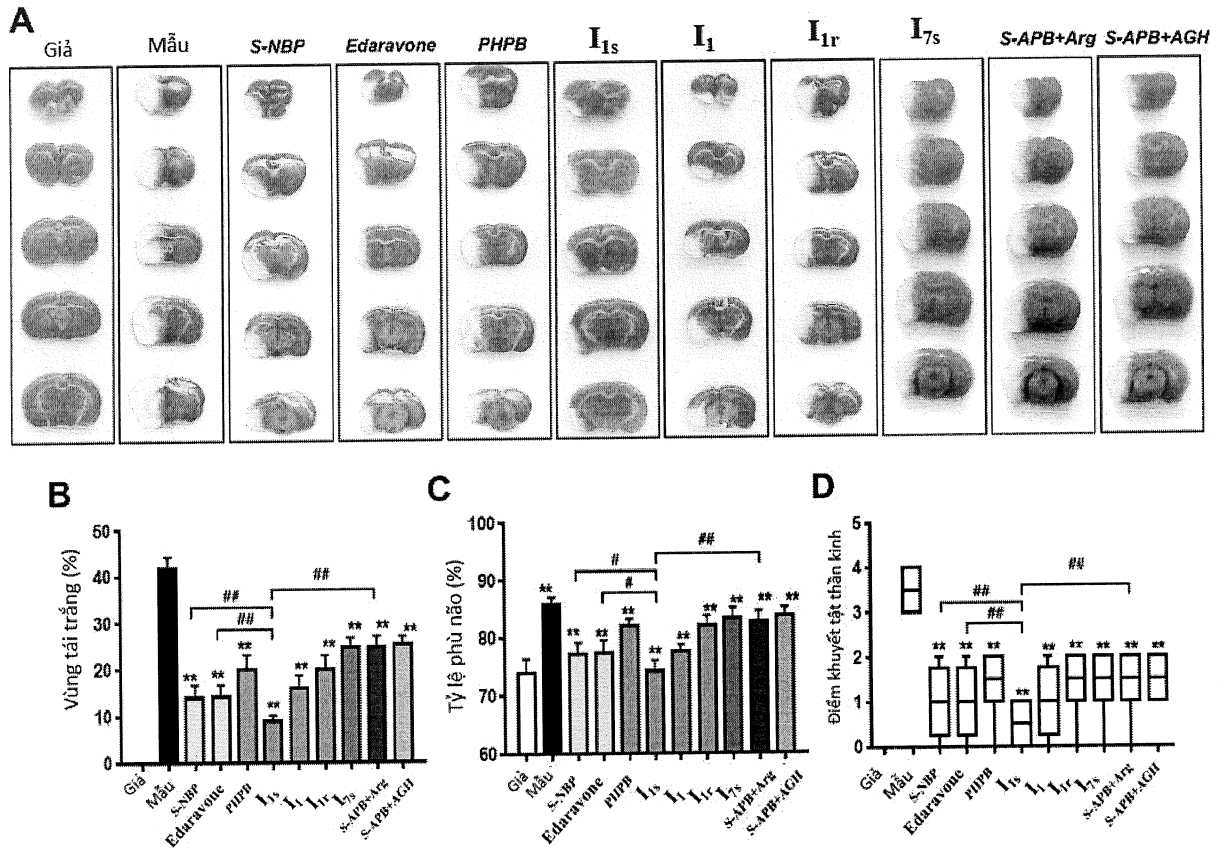 A
Giả Mẫu S-NBP Edaravone PHPB I1s I1 I1r I7s S-APB+Arg S-APB+AGH
B
Vùng tái trắng (%)
50
40
30
20
10
0
** ** ** ** ** ** ** ** **
## ## ##
Giả Mẫu S-NBP Edaravone PHPB I1s I1 I1r I7s S-APB+Arg S-APB+AGH
C
Tỷ lệ phù não (%)
100
90
80
70
60
** ** ** ** ** ** ** ** ** **
# # ##
Giả Mẫu S-NBP Edaravone PHPB I1s I1 I1r I7s S-APB+Arg S-APB+AGH
D
Điểm khuyết tật thần kinh
5
4
3
2
1
0
** ** ** ** ** ** ** ** **
## ## ##
Giả Mẫu S-NBP Edaravone PHPB I1s I1 I1r I7s S-APB+Arg S-APB+AGH